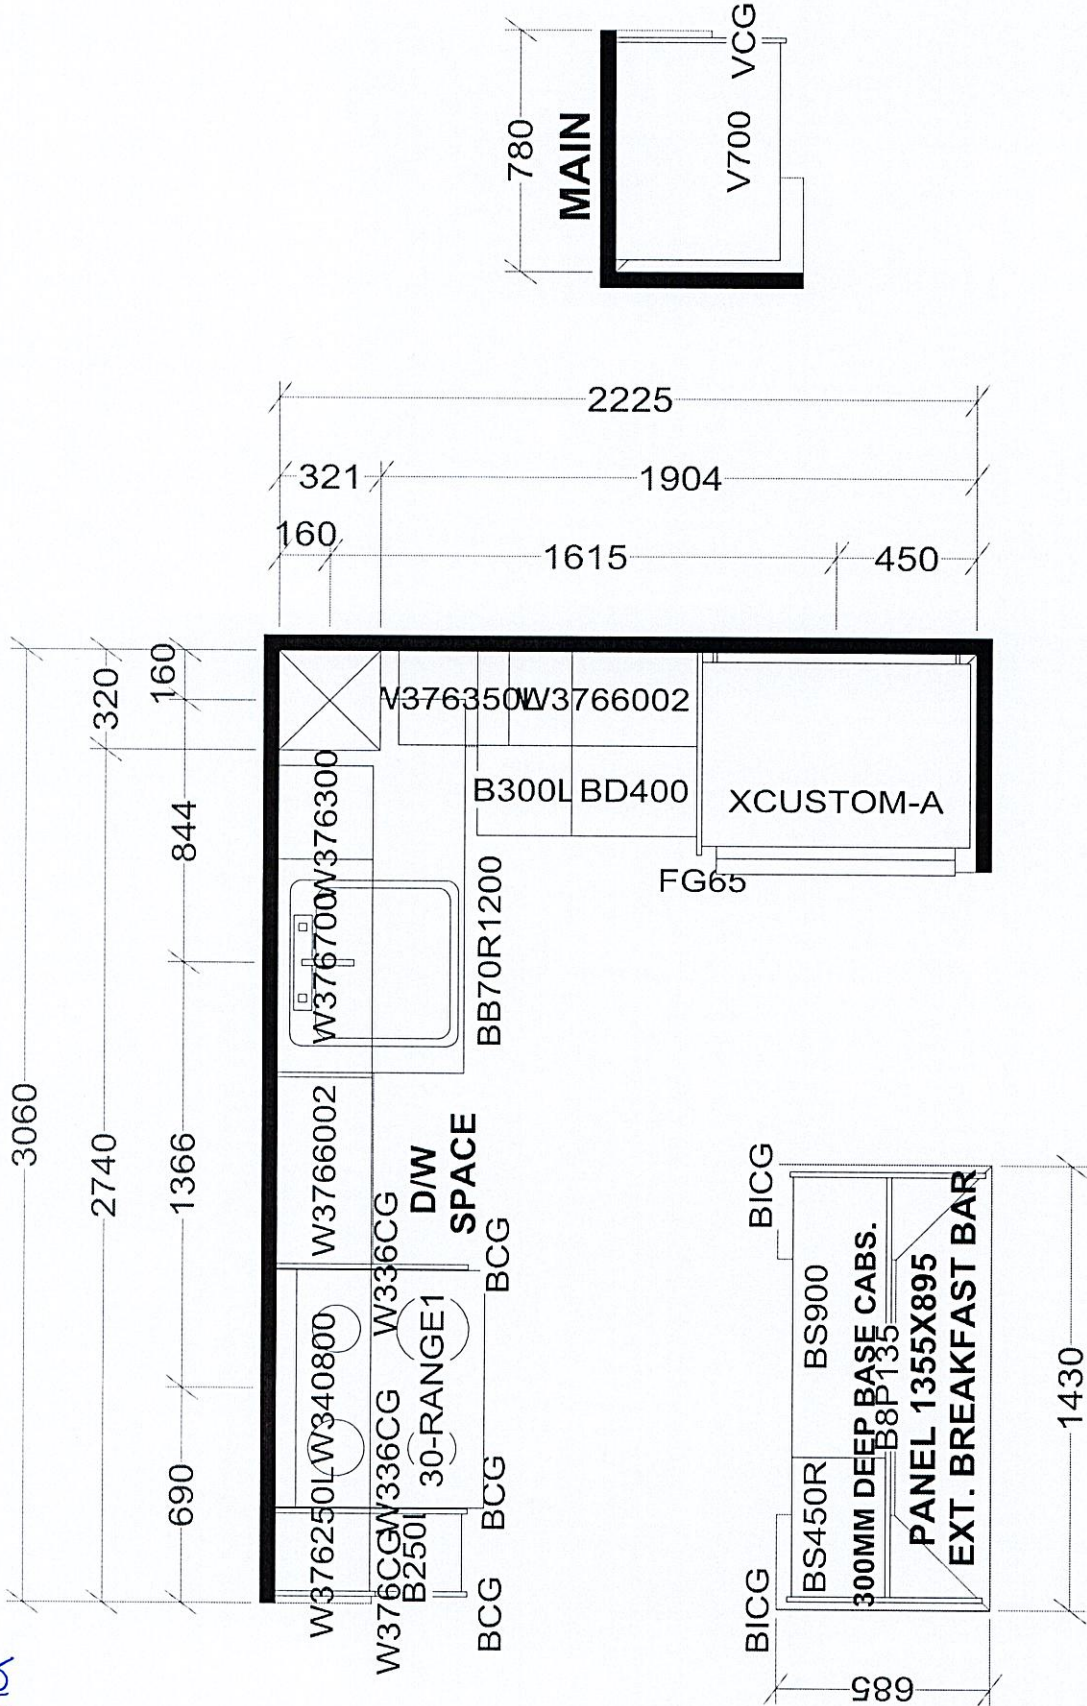 780
MAIN
V700
VCG
2225
321
1904
160
1615
450
3060
320
2740
160
844
1366
690
W376350L
W3766002
B300L
BD400
XCUSTOM-A
FG65
W376300
W376700
BB70R1200
W3766002
D/W
SPACE
W336CG
BCG
W340800
30-RANGE1
W336CG
BCG
W376250L
W376CG
B250L
BCG
BICG
BS900
BS450R
300MM DEEP BASE CABS.
B8P135
PANEL 1355X895
EXT. BREAKFAST BAR
BICG
685
1430